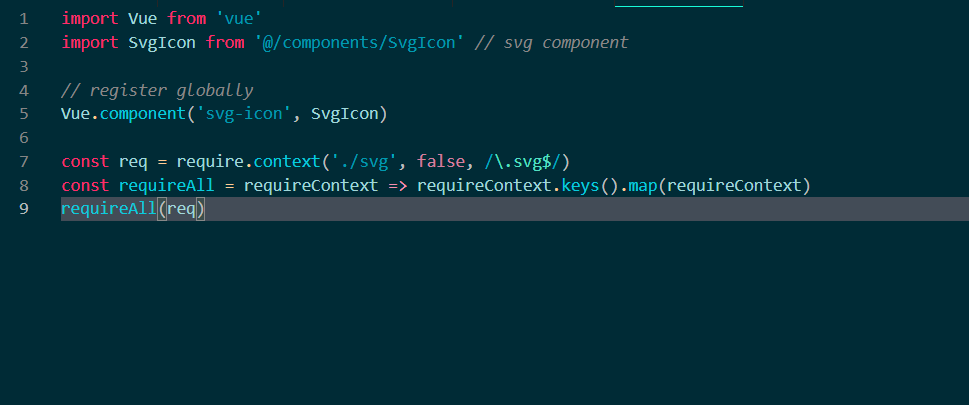 1 import Vue from 'vue'
2 import SvgIcon from '@/components/SvgIcon' // svg component
3
4 // register globally
5 Vue.component('svg-icon', SvgIcon)
6
7 const req = require.context('./svg', false, /\.svg$/)
8 const requireAll = requireContext => requireContext.keys().map(requireContext)
9 requireAll(req)